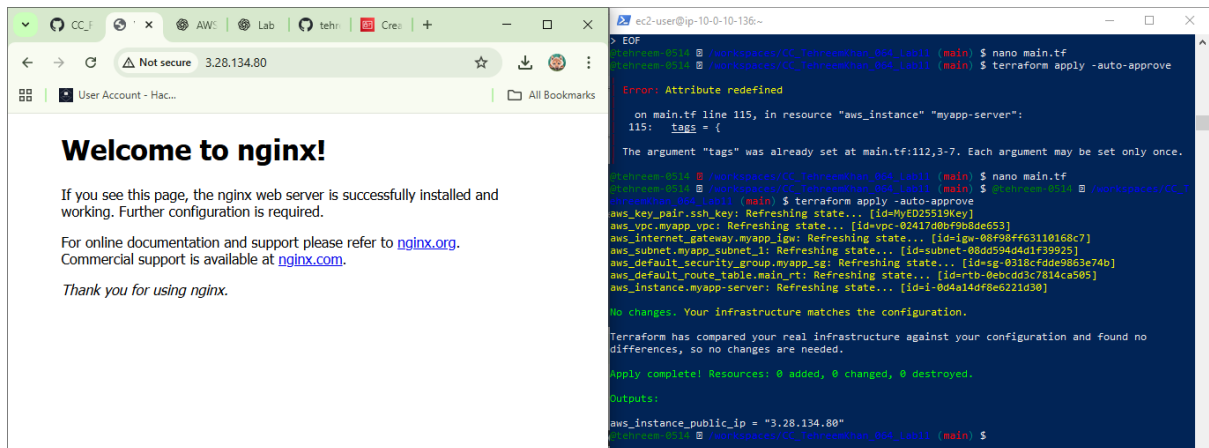 CC_F
AWS
Lab
tehre
Crea
Not secure 3.28.134.80
User Account - Hac...
All Bookmarks
Welcome to nginx!
If you see this page, the nginx web server is successfully installed and
working. Further configuration is required.
For online documentation and support please refer to nginx.org.
Commercial support is available at nginx.com.
Thank you for using nginx.
ec2-user@ip-10-0-10-136:~
> EOF
@tehreem-0514 (main) $ nano main.tf
@tehreem-0514 (main) $ terraform apply -auto-approve
Error: Attribute redefined
on main.tf line 115, in resource "aws_instance" "myapp-server":
115: tags = {
The argument "tags" was already set at main.tf:112,3-7. Each argument may be set only once.
@tehreem-0514 (main) $ nano main.tf
@tehreem-0514 (main) $ @tehreem-0514
(main) $ terraform apply -auto-approve
aws_key_pair.ssh_key: Refreshing state... [id=MyED25519Key]
aws_vpc.myapp_vpc: Refreshing state... [id=vpc-02417d0bf9b8de653]
aws_internet_gateway.myapp_igw: Refreshing state... [id=igw-08f98ff63110168c7]
aws_subnet.myapp_subnet_1: Refreshing state... [id=subnet-08dd594d4d1f39925]
aws_default_security_group.myapp_sg: Refreshing state... [id=sg-0318cfdde9863e74b]
aws_default_route_table.main_rt: Refreshing state... [id=rtb-0ebcdd3c7814ca505]
aws_instance.myapp-server: Refreshing state... [id=i-0d4a14df8e6221d30]
No changes. Your infrastructure matches the configuration.
Terraform has compared your real infrastructure against your configuration and found no
differences, so no changes are needed.
Apply complete! Resources: 0 added, 0 changed, 0 destroyed.
Outputs:
aws_instance_public_ip = "3.28.134.80"
@tehreem-0514 (main) $